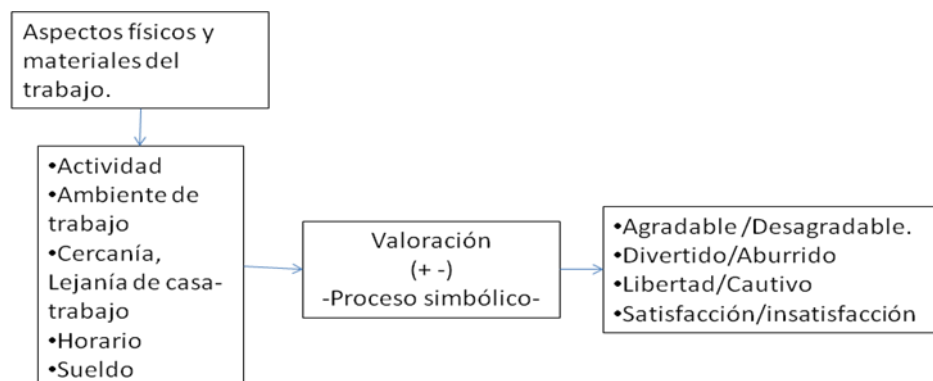 Aspectos físicos y
materiales del
trabajo.
•Actividad
•Ambiente de
trabajo
•Cercanía,
Lejanía de casa-
trabajo
•Horario
•Sueldo
Valoración
(+ -)
-Proceso simbólico-
•Agradable /Desagradable.
•Divertido/Aburrido
•Libertad/Cautivo
•Satisfacción/insatisfacción